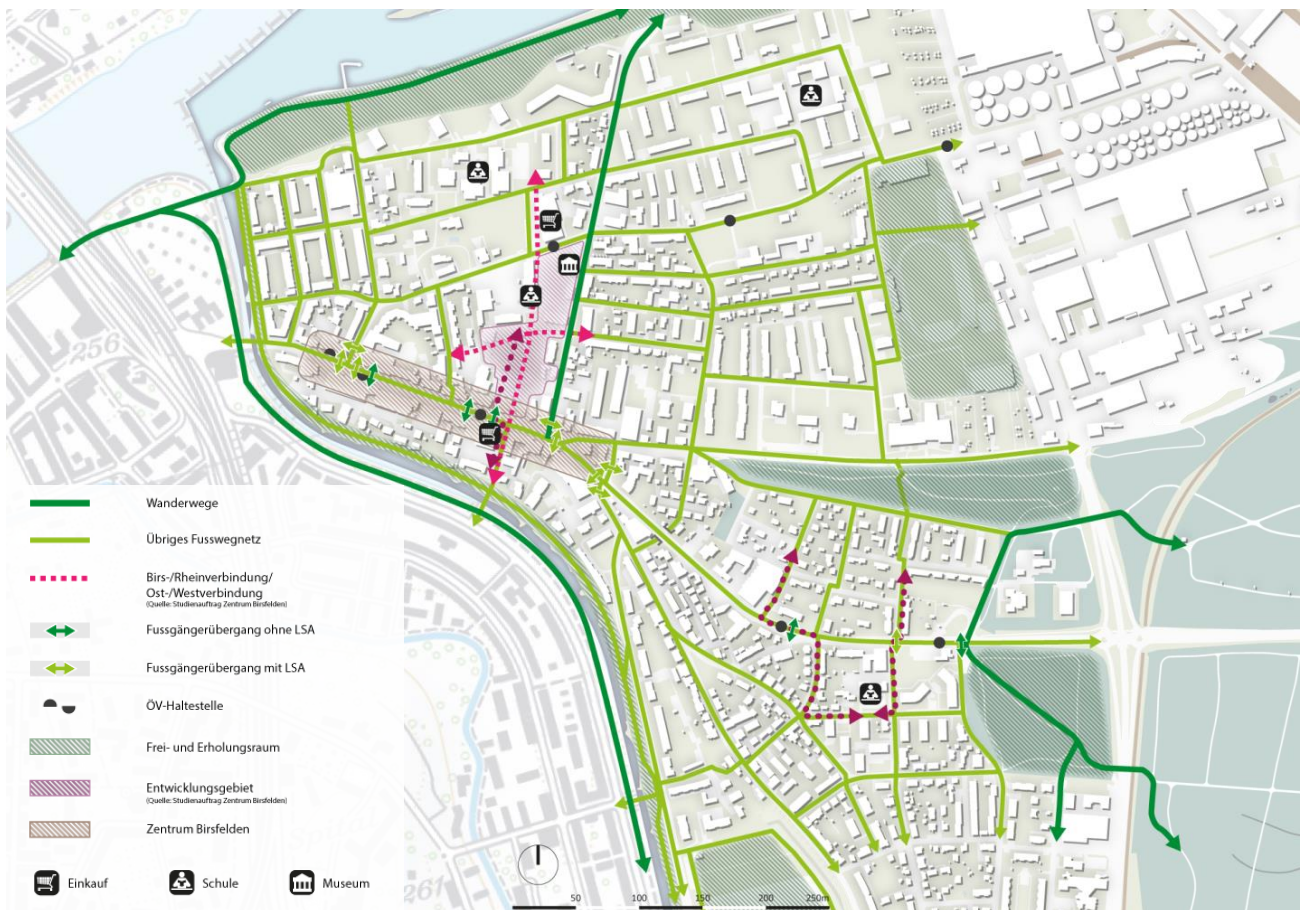 256
261
Wanderwege
Übriges Fusswegnetz
Birs-/Rheinverbindung/
Ost-/Westverbindung
(Quelle: Studienauftrag Zentrum Birsfelden)
Fussgängerübergang ohne LSA
Fussgängerübergang mit LSA
ÖV-Haltestelle
Frei- und Erholungsraum
Entwicklungsgebiet
(Quelle: Studienauftrag Zentrum Birsfelden)
Zentrum Birsfelden
Einkauf
Schule
Museum
50
100
150
200
250m